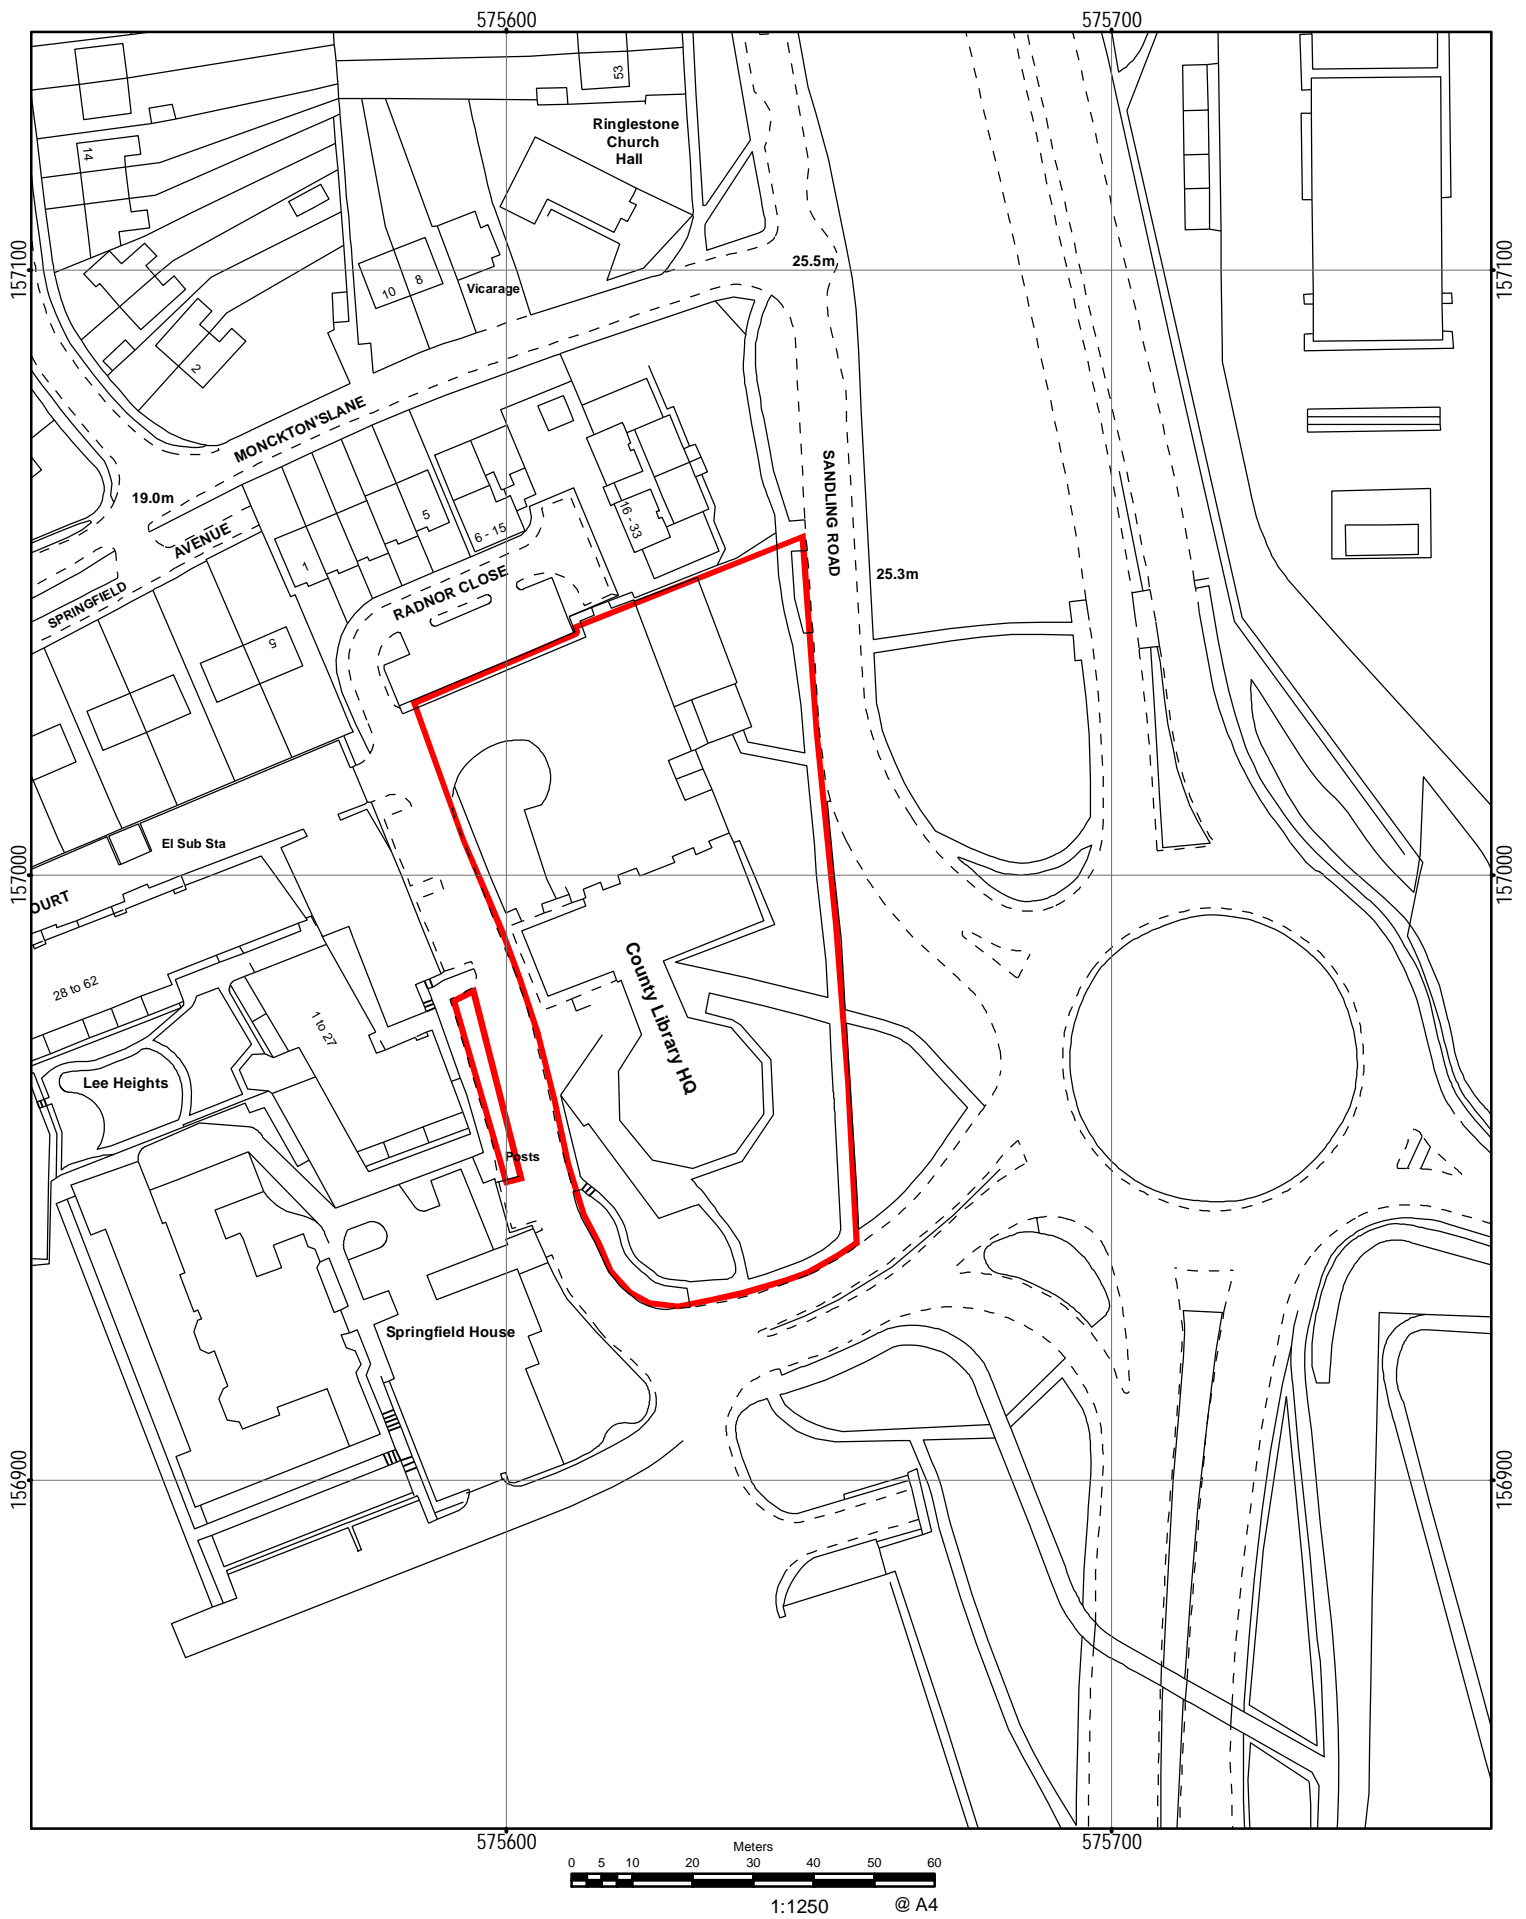 575600
575700
53
Ringlestone
Church
Hall
14
157100
157100
25.5m
10
8
Vicarage
2
MONCKTON'SLANE
19.0m
SANDLING ROAD
AVENUE
1
5
6 - 15
16 - 33
25.3m
SPRINGFIELD
RADNOR CLOSE
5
El Sub Sta
157000
157000
OURT
28 to 62
1 to 27
County Library HQ
Lee Heights
Posts
Springfield House
156900
156900
575600
575700
Meters
0 5 10 20 30 40 50 60
1:1250 @ A4